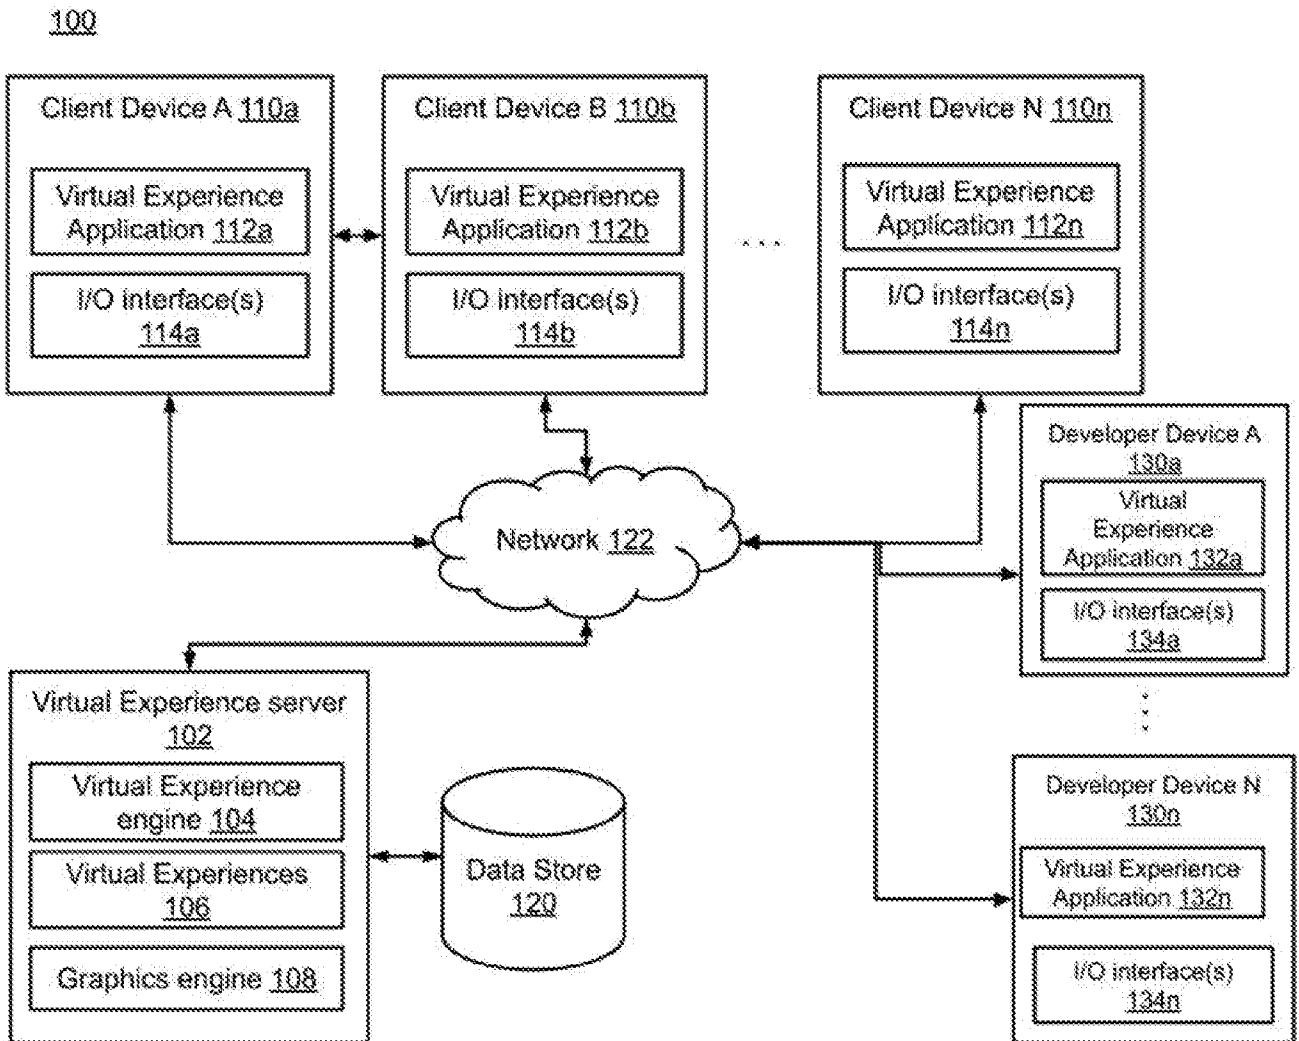 100
Client Device A 110a
Virtual Experience
Application 112a
I/O interface(s)
114a
Client Device B 110b
Virtual Experience
Application 112b
I/O interface(s)
114b
. . .
Client Device N 110n
Virtual Experience
Application 112n
I/O interface(s)
114n
Network 122
Developer Device A
130a
Virtual
Experience
Application 132a
I/O interface(s)
134a
Virtual Experience server
102
Virtual Experience
engine 104
Virtual Experiences
106
Graphics engine 108
Data Store
120
Developer Device N
130n
Virtual Experience
Application 132n
I/O interface(s)
134n